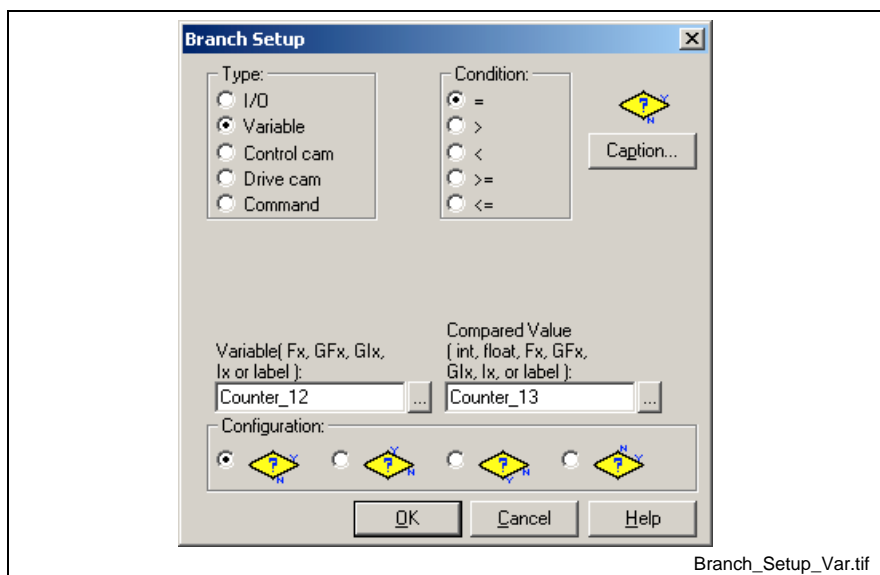 Branch Setup
Type:
I/O
Variable
Control cam
Drive cam
Command
Condition:
=
>
<
>=
<=
? Y
N
Caption...
Variable( Fx, GFx, GIx,
Ix or label ):
Counter_12
...
Compared Value
( int, float, Fx, GFx,
GIx, Ix, or label ):
Counter_13
...
Configuration:
? Y
N
? Y
N
? N
Y
N
? Y
OK
Cancel
Help
Branch_Setup_Var.tif